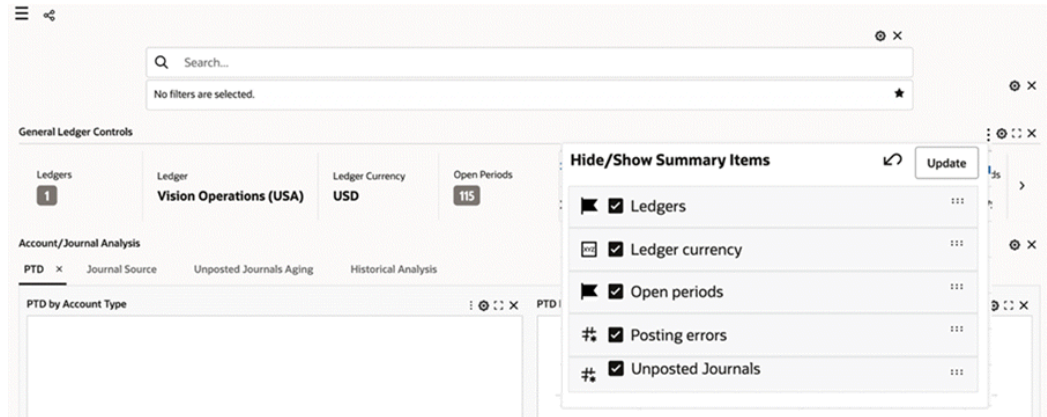 Search...
No filters are selected.
General Ledger Controls
Ledgers
1
Ledger
Vision Operations (USA)
Ledger Currency
USD
Open Periods
115
Hide/Show Summary Items
Update
Ledgers
XYZ
Ledger currency
Open periods
Posting errors
Unposted Journals
ds
Account/Journal Analysis
PTD Journal Source Unposted Journals Aging Historical Analysis
PTD by Account Type
PTD